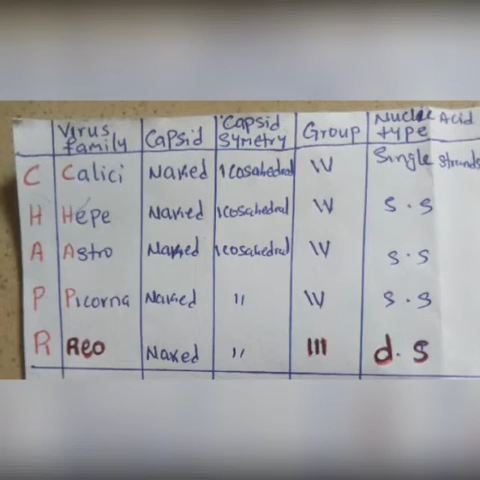 Virus family Capsid Capsid Symetry Group Nucleic Acid type
C Calici Naked Icosahedral IV Single strands
H Hepe Naked Icosahedral IV s.s
A Astro Naked Icosahedral IV s.s
P Picorna Naked " IV s.s
R Reo Naked " III d.s